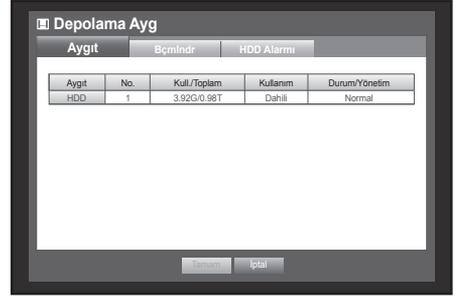 Depolama Ayg
Aygıt BçmIndr HDD Alarmı
Aygıt No. Kull./Toplam Kullanım Durum/Yönetim
HDD 1 3.92G/0.98T Dahili Normal
Tamam İptal